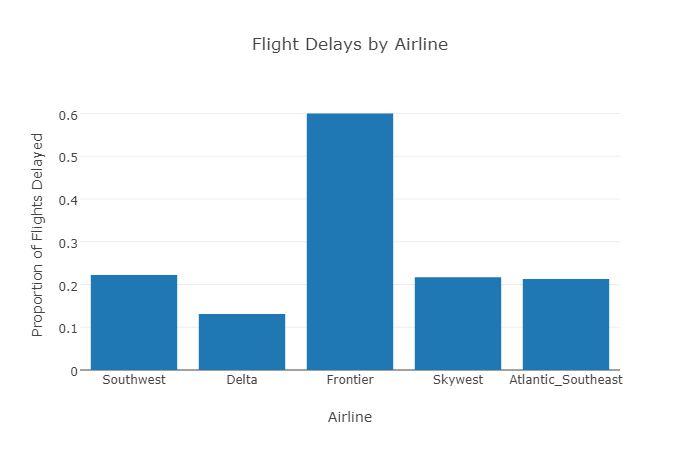 Flight Delays by Airline
Proportion of Flights Delayed
0.6
0.5
0.4
0.3
0.2
0.1
0
Southwest Delta Frontier Skywest Atlantic_Southeast
Airline